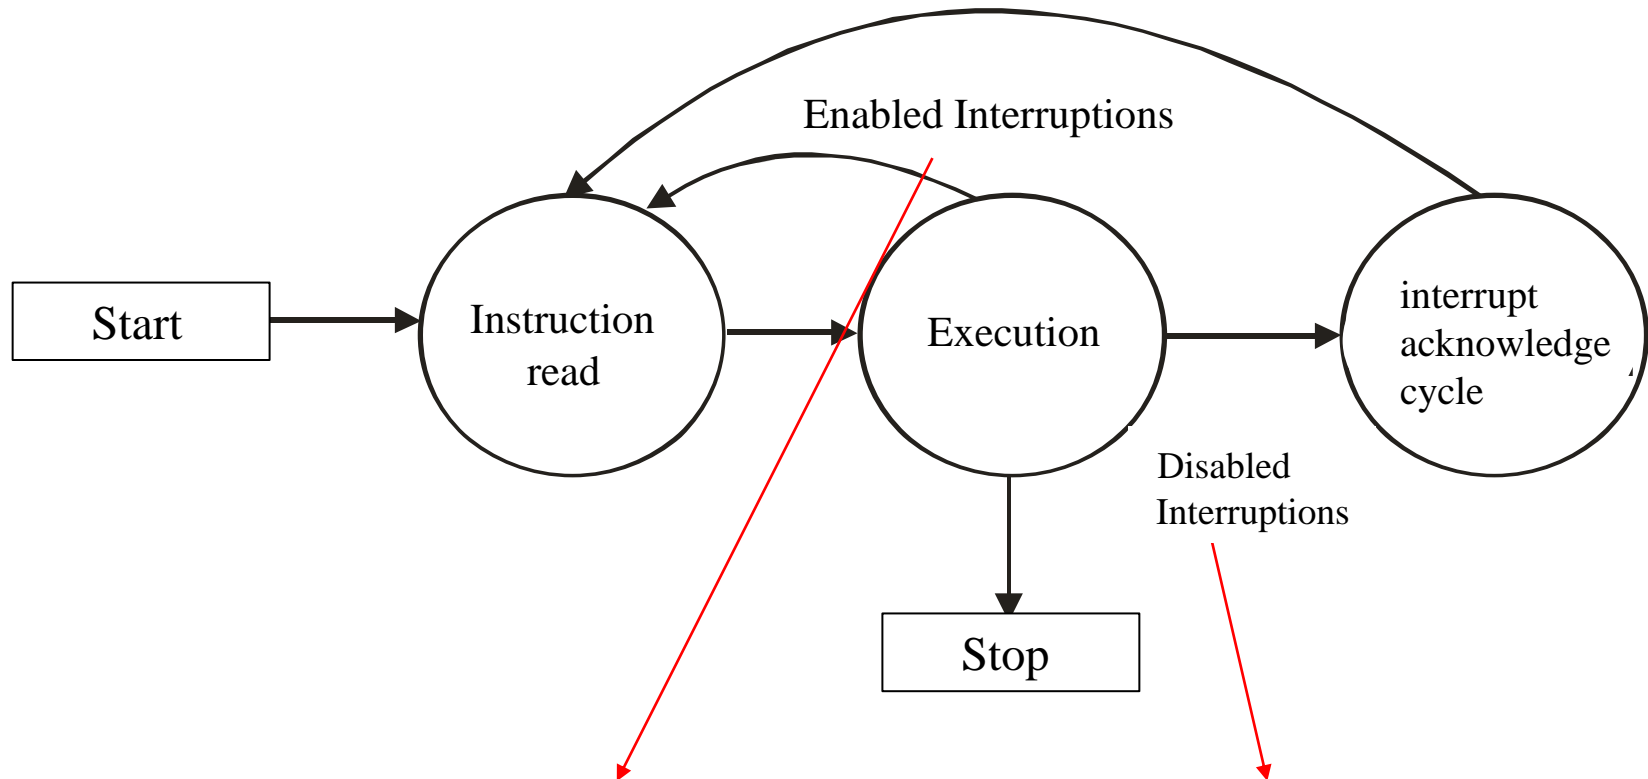 Enabled Interruptions
Start
Instruction
read
Execution
interrupt
acknowledge
cycle
Disabled
Interruptions
Stop